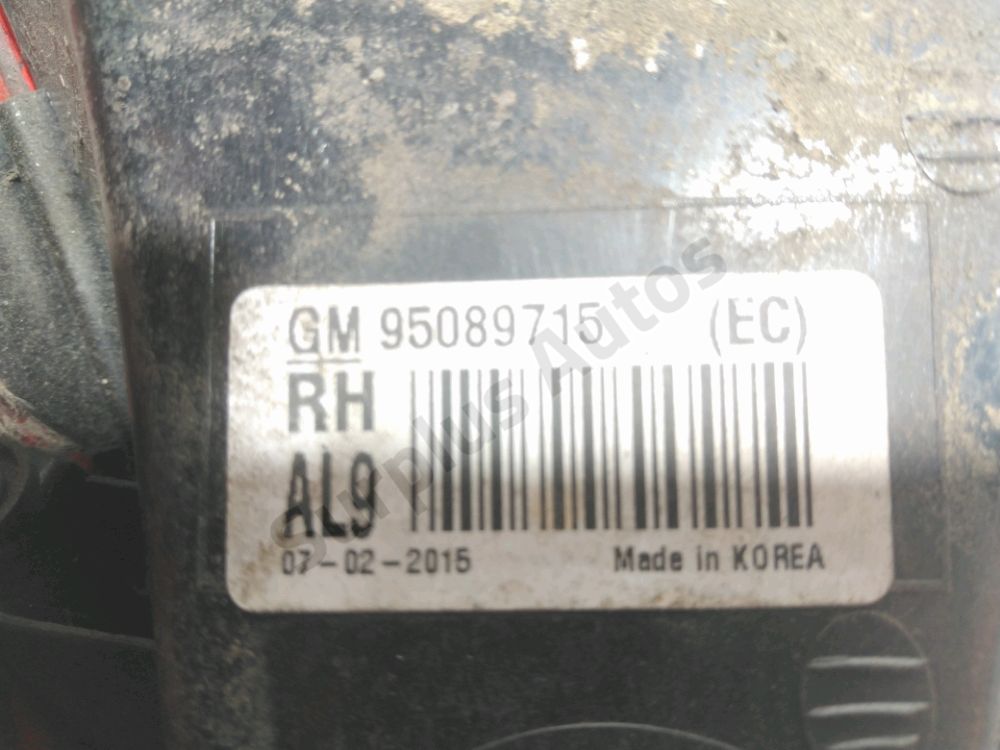 GM 95089715 (EC)
RH
AL9
07-02-2015 Made in KOREA
Surplus Autos